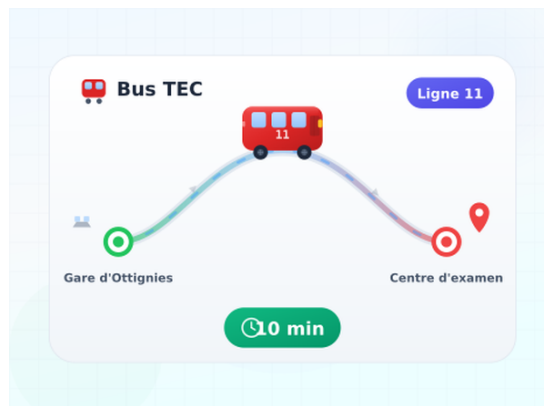 Bus TEC
Ligne 11
11
Gare d'Ottignies
Centre d'examen
10 min